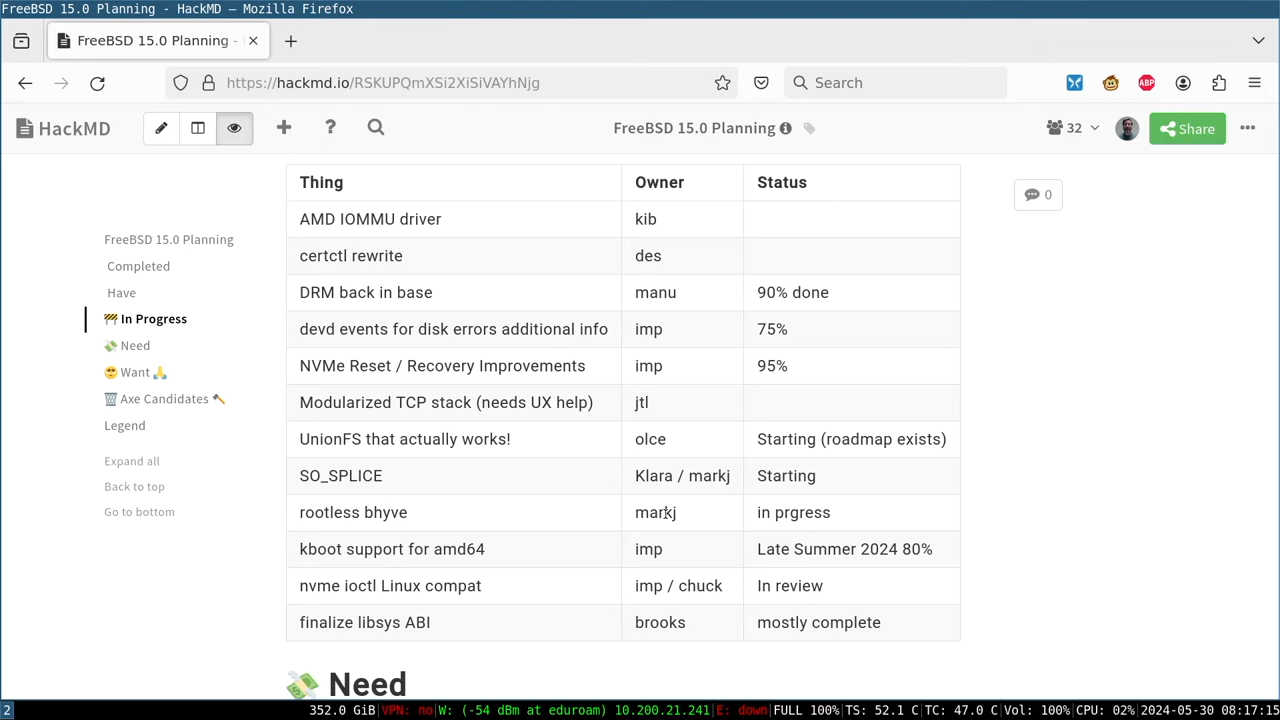 FreeBSD 15.0 Planning - HackMD — Mozilla Firefox
FreeBSD 15.0 Planning -
https://hackmd.io/RSKUPQmXSi2XiSiVAYhNjg
Search
ABP
HackMD
FreeBSD 15.0 Planning
32
Share
Thing Owner Status
AMD IOMMU driver kib
certctl rewrite des
DRM back in base manu 90% done
devd events for disk errors additional info imp 75%
NVMe Reset / Recovery Improvements imp 95%
Modularized TCP stack (needs UX help) jtl
UnionFS that actually works! olce Starting (roadmap exists)
SO_SPLICE Klara / markj Starting
rootless bhyve markj in prgress
kboot support for amd64 imp Late Summer 2024 80%
nvme ioctl Linux compat imp / chuck In review
finalize libsys ABI brooks mostly complete
💸 Need
0
FreeBSD 15.0 Planning
Completed
Have
🚧 In Progress
💸 Need
🥺 Want 🙏
🗑️ Axe Candidates 🪓
Legend
Expand all
Back to top
Go to bottom
2 352.0 GiB|VPN: no|W: (-54 dBm at eduroam) 10.200.21.241|E: down|FULL 100%|TS: 52.1 C|TC: 47.0 C|Vol: 100%|CPU: 02%|2024-05-30 08:17:15